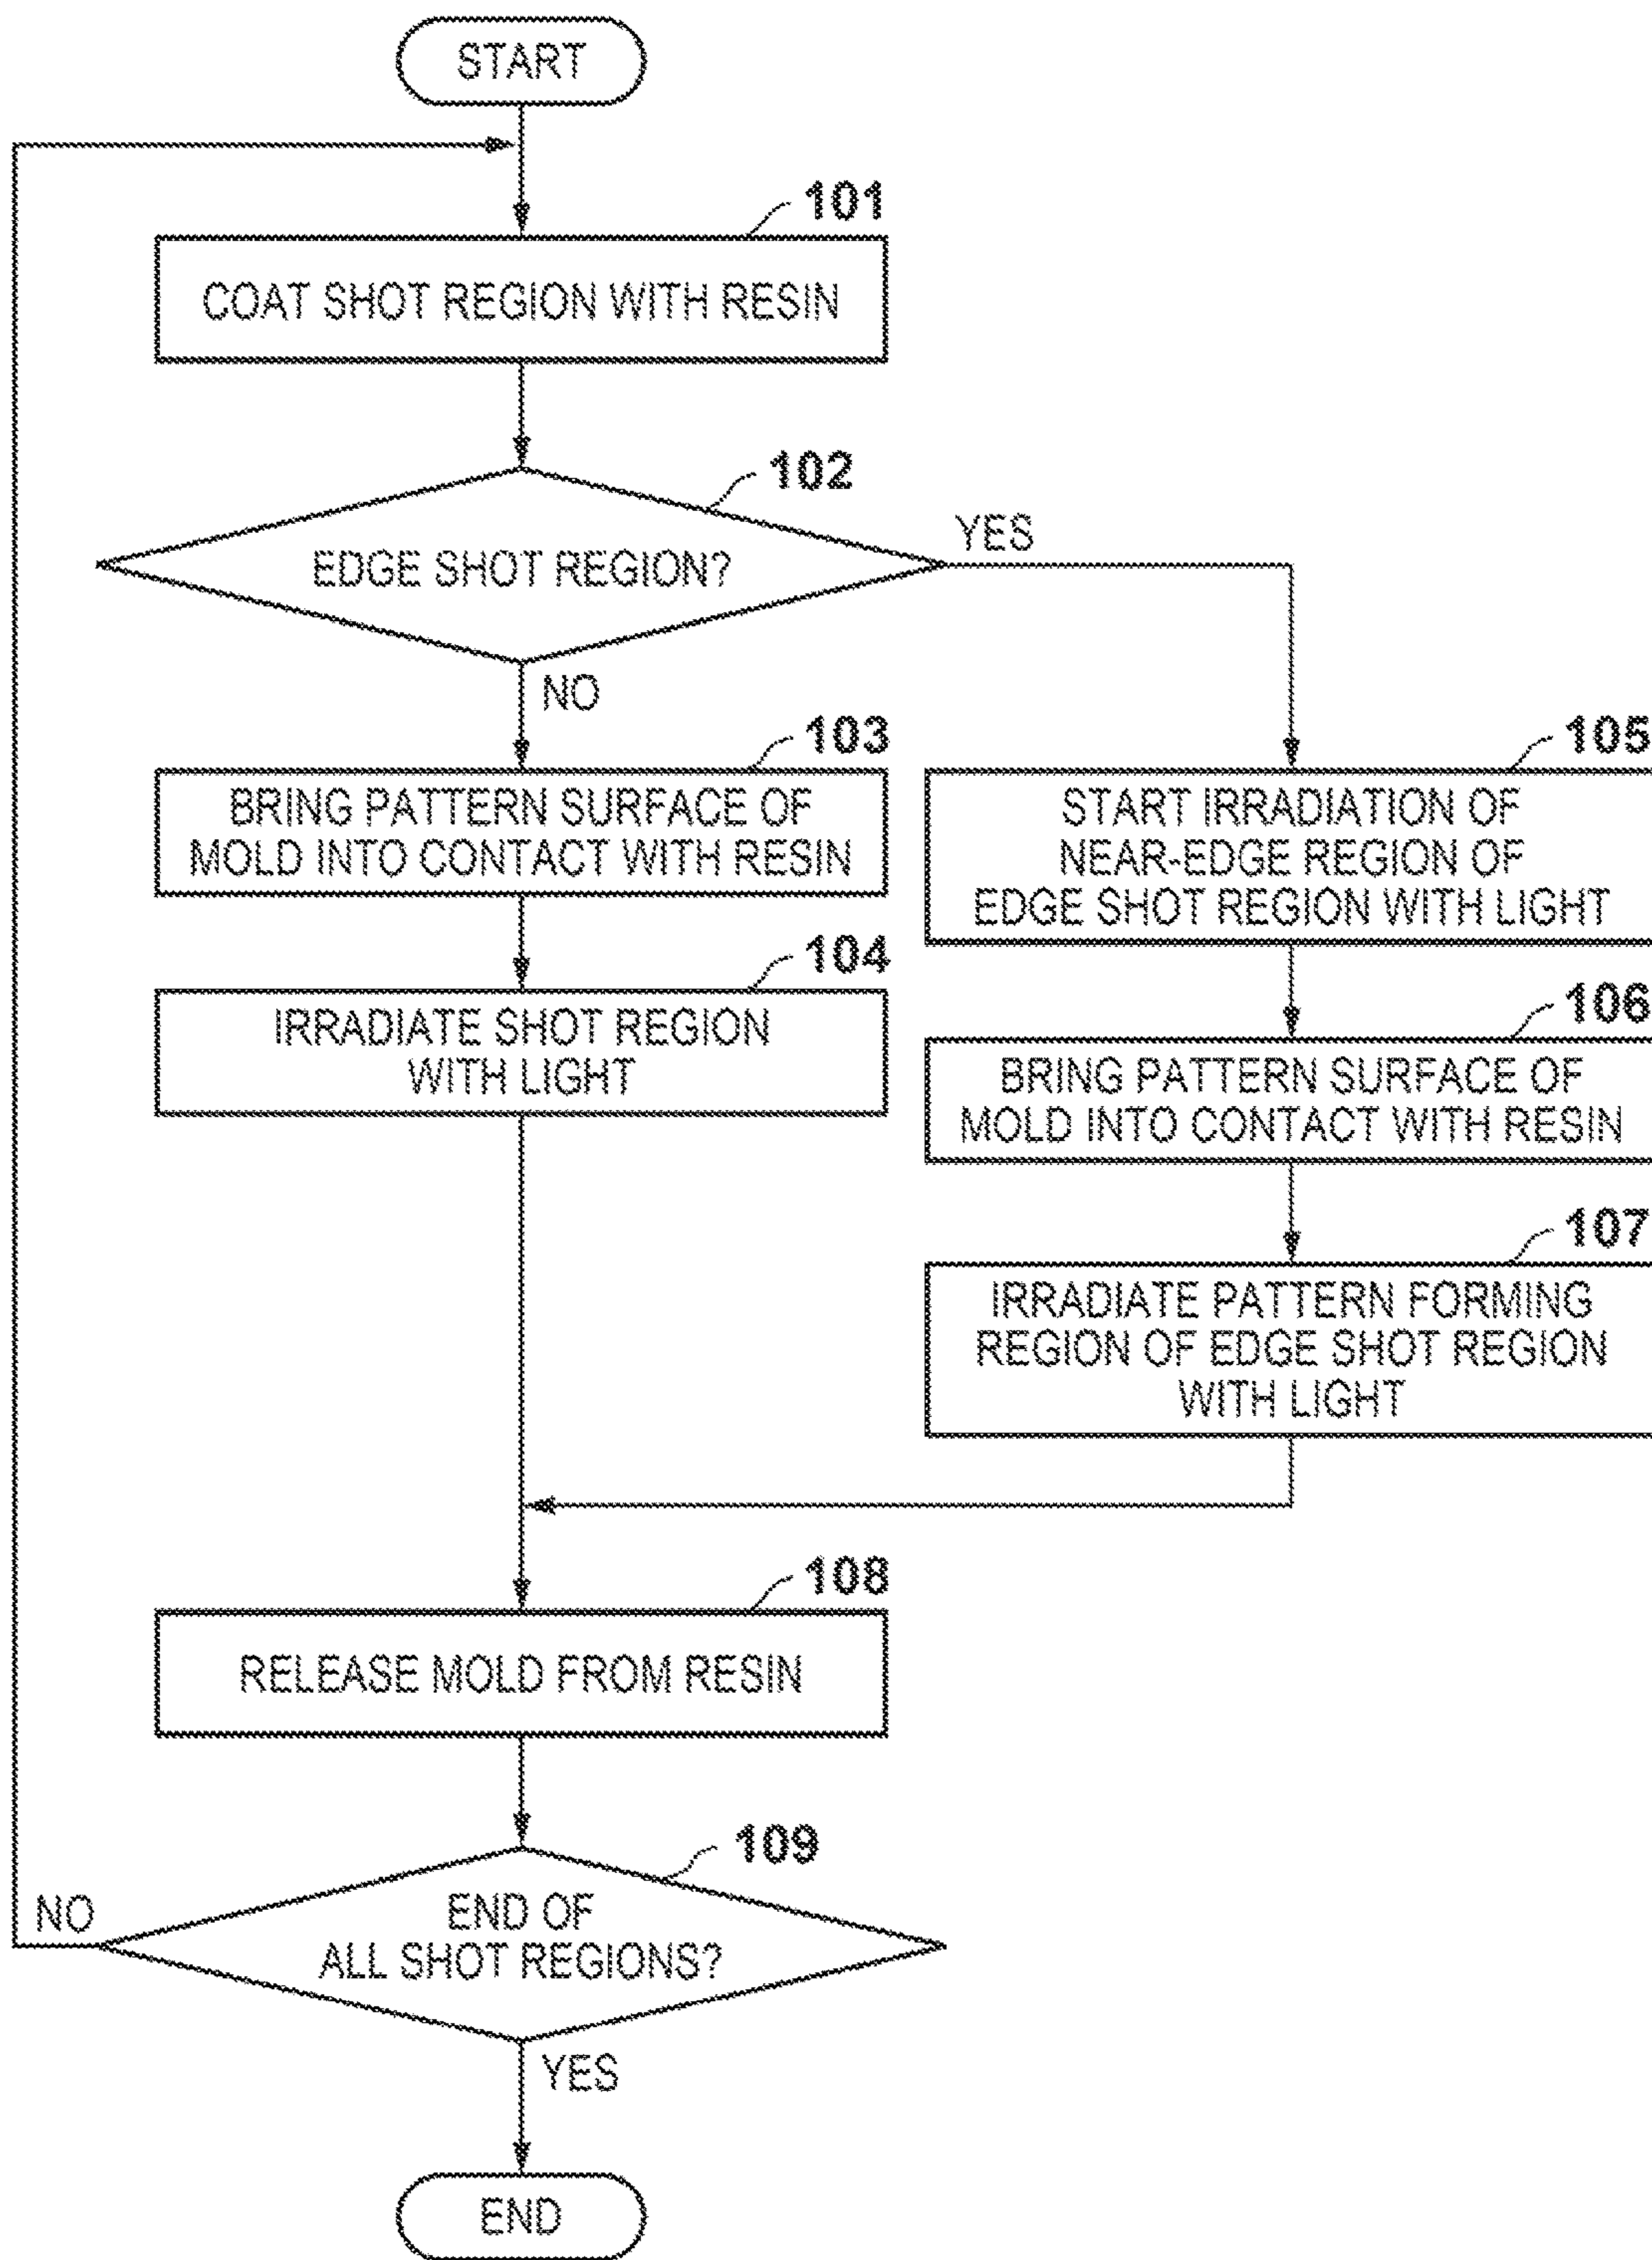 START
101
COAT SHOT REGION WITH RESIN
102
EDGE SHOT REGION?
YES
NO
103
BRING PATTERN SURFACE OF
MOLD INTO CONTACT WITH RESIN
104
IRRADIATE SHOT REGION
WITH LIGHT
105
START IRRADIATION OF
NEAR-EDGE REGION OF
EDGE SHOT REGION WITH LIGHT
106
BRING PATTERN SURFACE OF
MOLD INTO CONTACT WITH RESIN
107
IRRADIATE PATTERN FORMING
REGION OF EDGE SHOT REGION
WITH LIGHT
108
RELEASE MOLD FROM RESIN
109
END OF
ALL SHOT REGIONS?
NO
YES
END